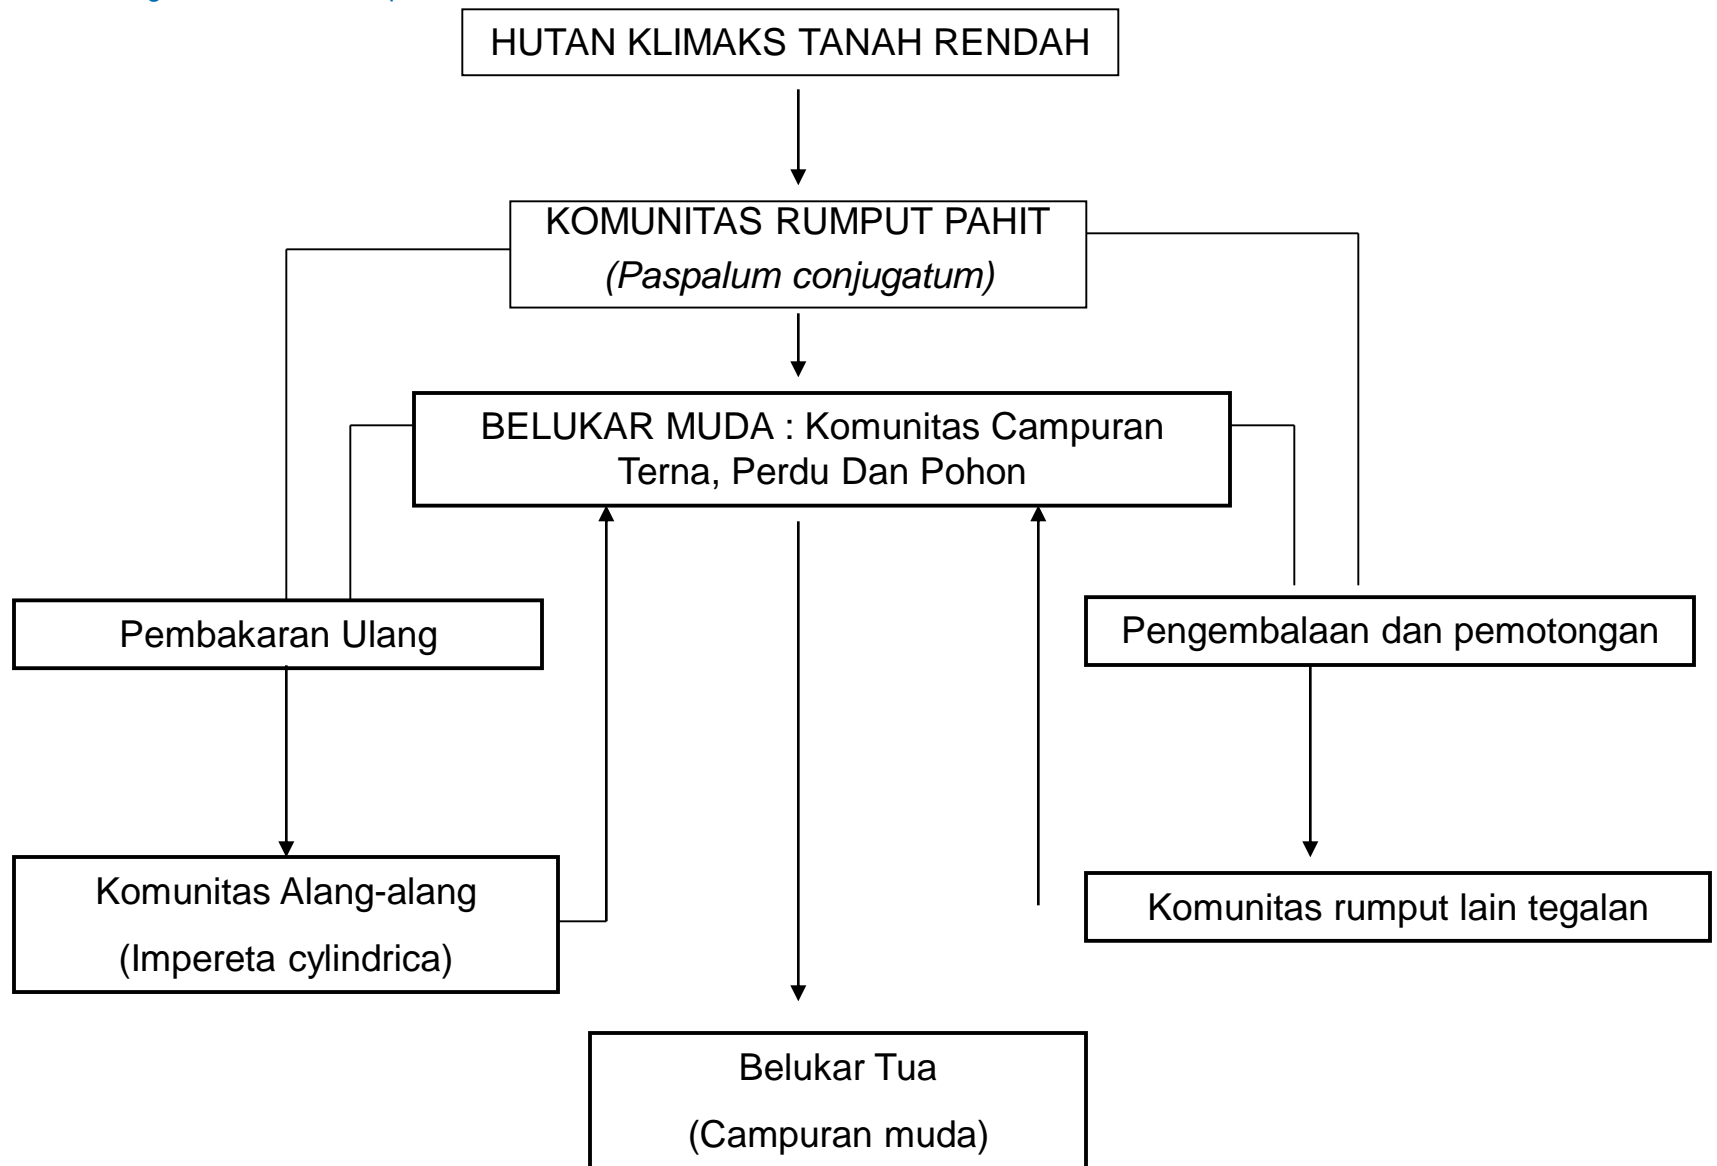 HUTAN KLIMAKS TANAH RENDAH
KOMUNITAS RUMPUT PAHIT
(Paspalum conjugatum)
BELUKAR MUDA : Komunitas Campuran
Terna, Perdu Dan Pohon
Pembakaran Ulang
Pengembalaan dan pemotongan
Komunitas Alang-alang
(Impereta cylindrica)
Komunitas rumput lain tegalan
Belukar Tua
(Campuran muda)